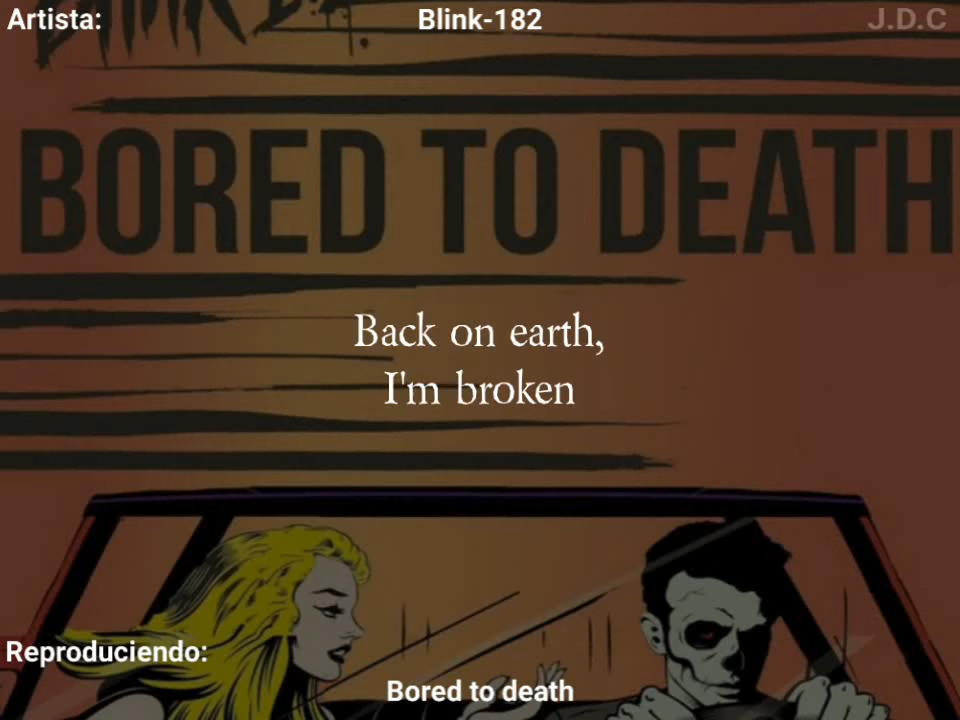 Artista:
Blink-182
J.D.C
BORED TO DEATH
Back on earth,
I'm broken
Reproduciendo:
Bored to death